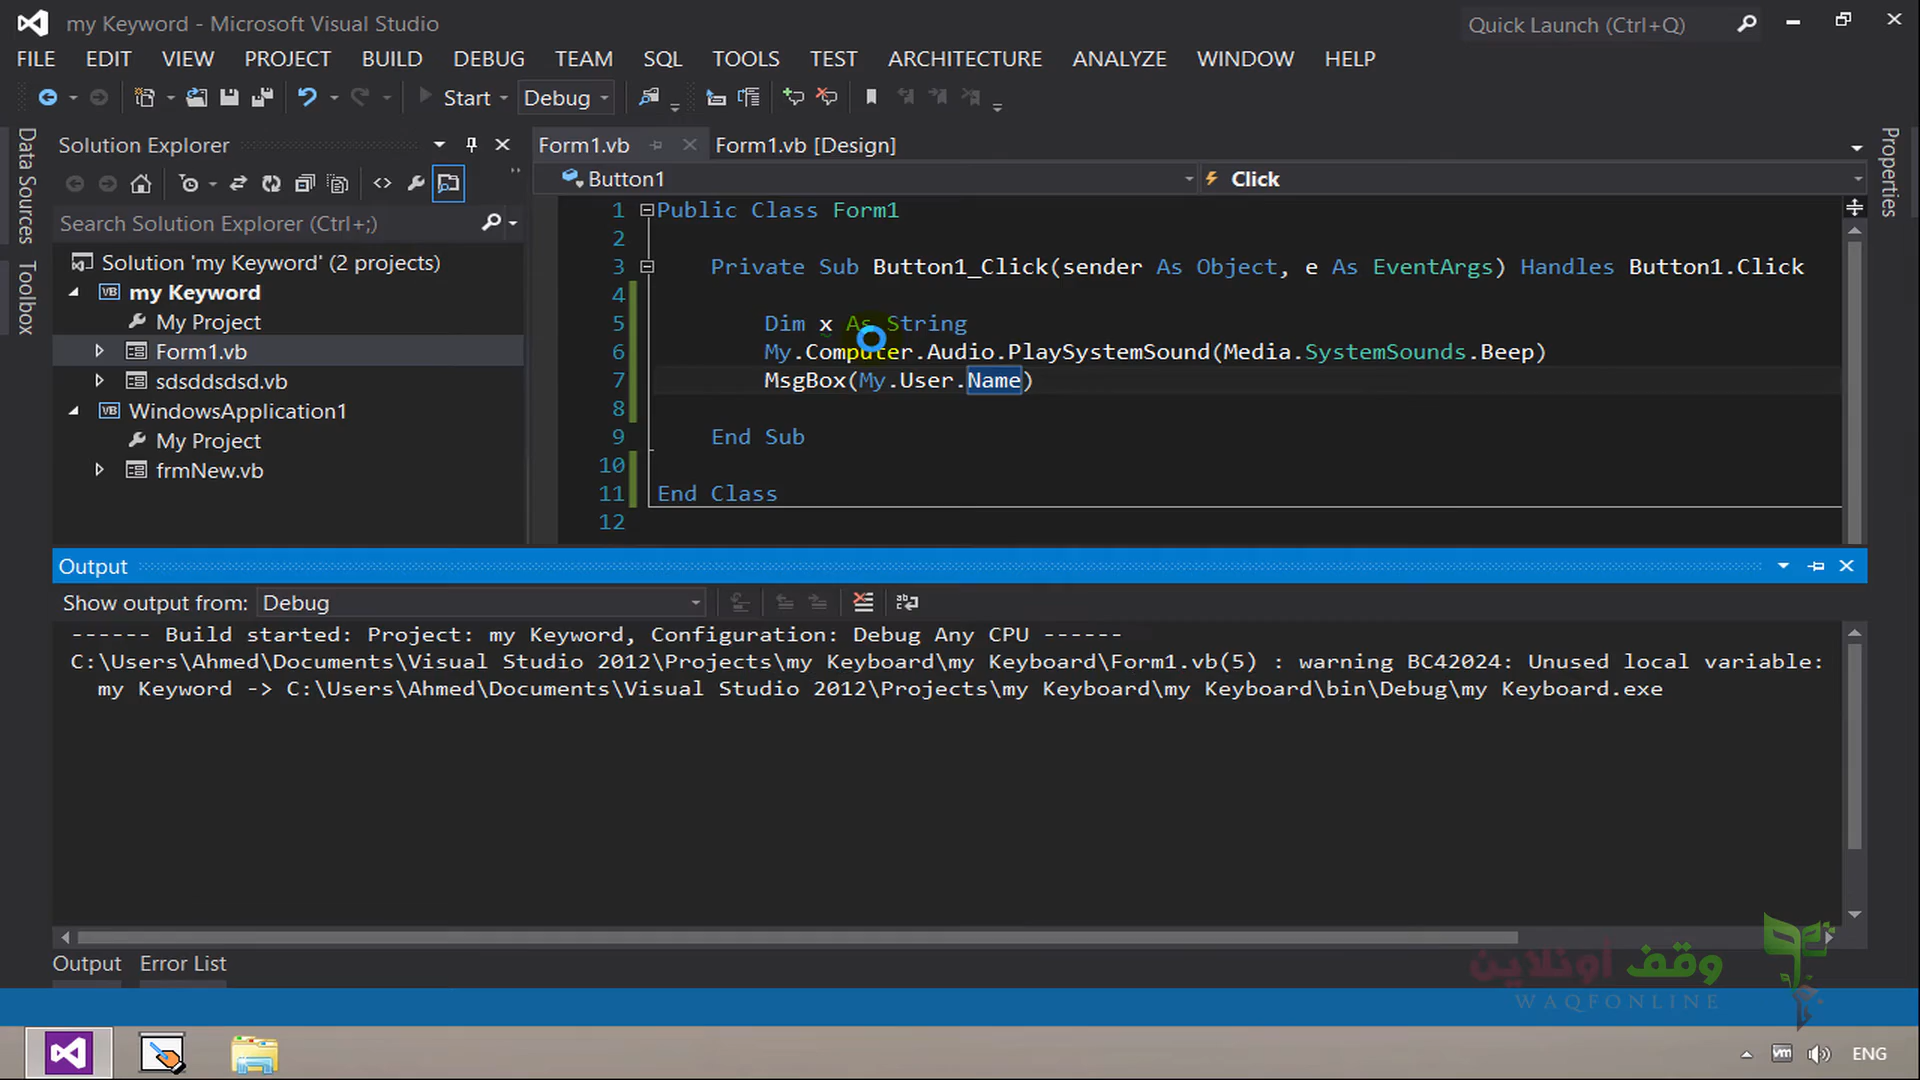 my Keyword - Microsoft Visual Studio
Quick Launch (Ctrl+Q)
FILE EDIT VIEW PROJECT BUILD DEBUG TEAM SQL TOOLS TEST ARCHITECTURE ANALYZE WINDOW HELP
Start Debug
Data Sources
Toolbox
Solution Explorer
Search Solution Explorer (Ctrl+;)
Solution 'my Keyword' (2 projects)
my Keyword
My Project
Form1.vb
sdsddsdsd.vb
WindowsApplication1
My Project
frmNew.vb
Form1.vb
Form1.vb [Design]
Button1
Click
Properties
1 Public Class Form1
2
3 Private Sub Button1_Click(sender As Object, e As EventArgs) Handles Button1.Click
4
5 Dim x As String
6 My.Computer.Audio.PlaySystemSound(Media.SystemSounds.Beep)
7 MsgBox(My.User.Name)
8
9 End Sub
10
11 End Class
12
Output
Show output from: Debug
------ Build started: Project: my Keyword, Configuration: Debug Any CPU ------
C:\Users\Ahmed\Documents\Visual Studio 2012\Projects\my Keyboard\my Keyboard\Form1.vb(5) : warning BC42024: Unused local variable:
my Keyword -> C:\Users\Ahmed\Documents\Visual Studio 2012\Projects\my Keyboard\my Keyboard\bin\Debug\my Keyboard.exe
Output Error List
وقف أونلاين
WAQFONLINE
vm
ENG